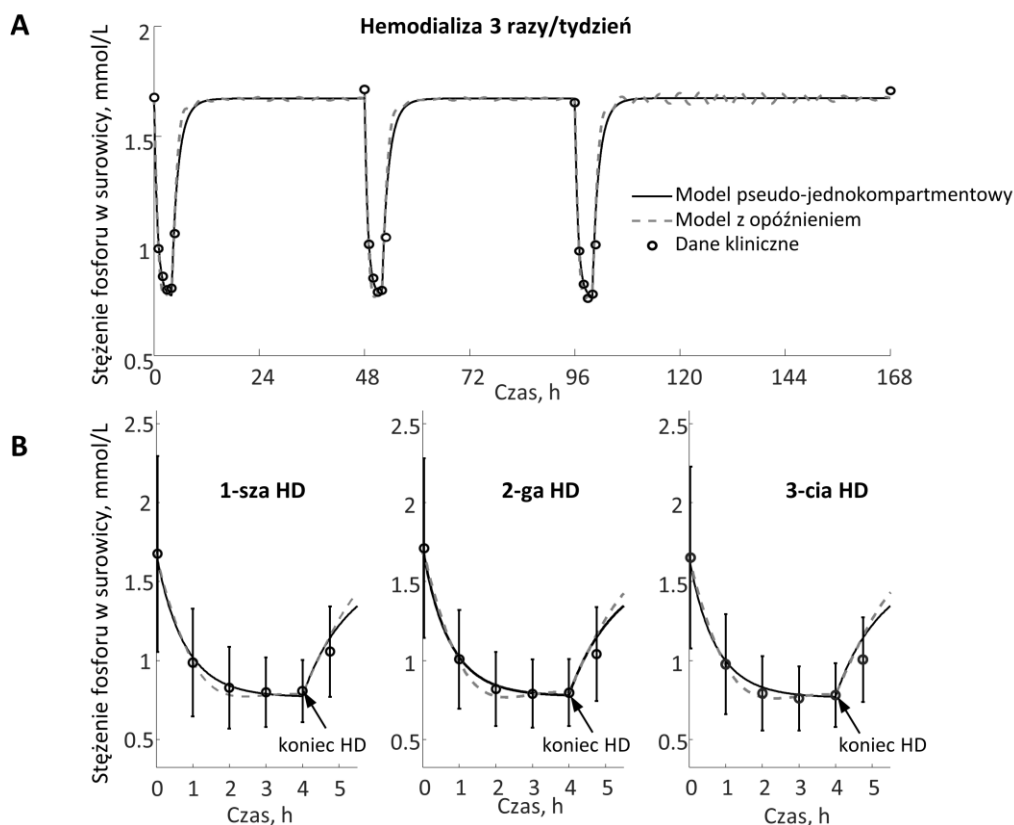 A
Hemodializa 3 razy/tydzień
Stężenie fosforu w surowicy, mmol/L
2
1.5
1
0.5
Model pseudo-jednokompartmentowy
Model z opóźnieniem
Dane kliniczne
0 24 48 72 96 120 144 168
Czas, h
B
Stężenie fosforu w surowicy, mmol/L
1-sza HD
2.5
2
1.5
1
0.5
koniec HD
0 1 2 3 4 5
Czas, h
2-ga HD
2.5
2
1.5
1
0.5
koniec HD
0 1 2 3 4 5
Czas, h
3-cia HD
2.5
2
1.5
1
0.5
koniec HD
0 1 2 3 4 5
Czas, h